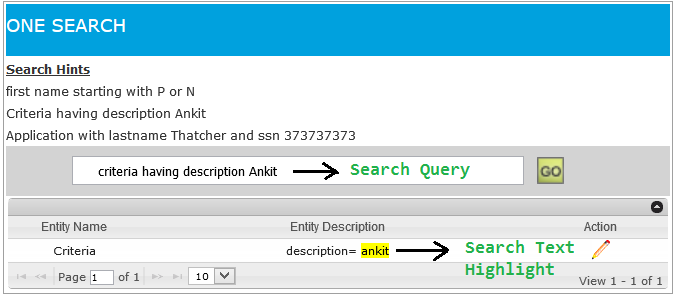 ONE SEARCH
Search Hints
first name starting with P or N
Criteria having description Ankit
Application with lastname Thatcher and ssn 373737373
criteria having description Ankit Search Query GO
Entity Name Entity Description Action
Criteria description= ankit Search Text
Highlight
Page 1 of 1 10 View 1 - 1 of 1